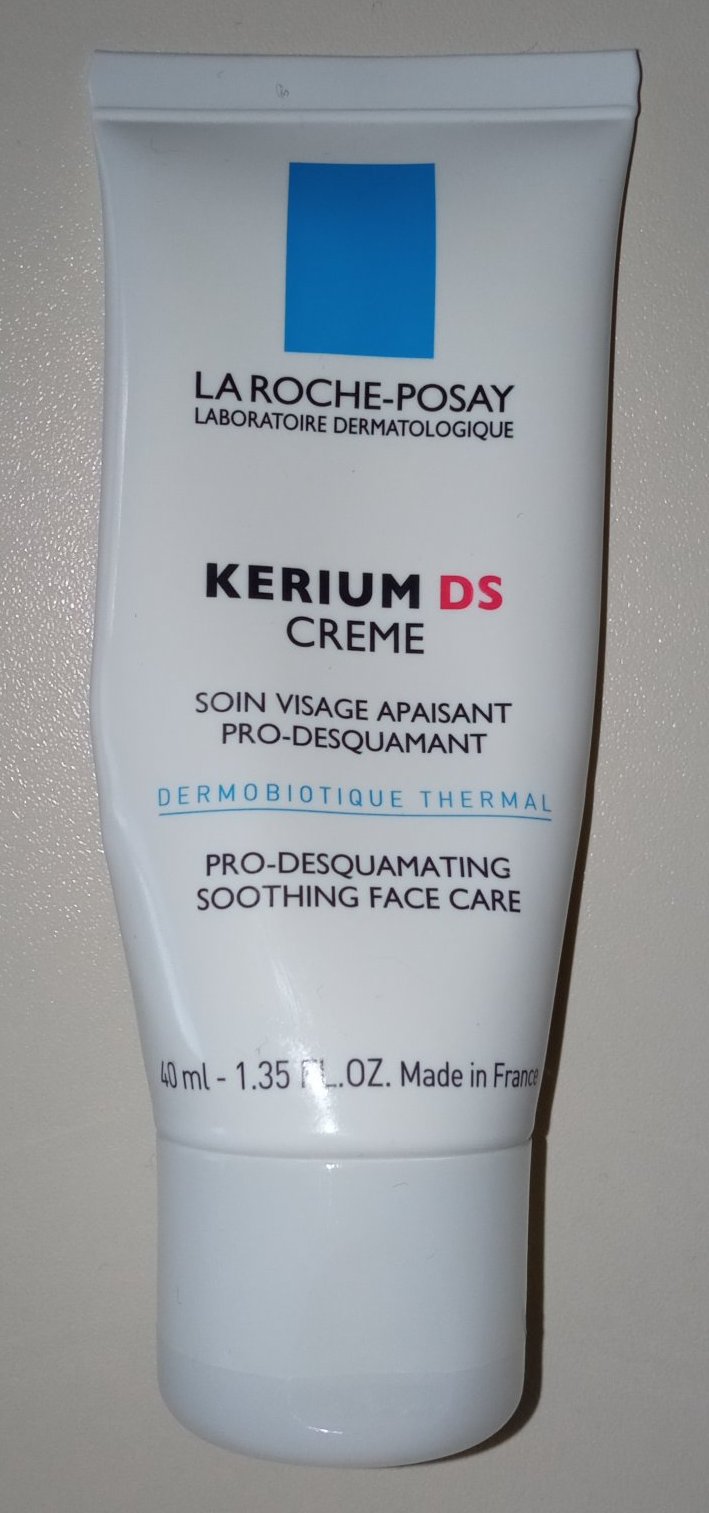 LA ROCHE-POSAY
LABORATOIRE DERMATOLOGIQUE
KERIUM DS
CREME
SOIN VISAGE APAISANT
PRO-DESQUAMANT
DERMOBIOTIQUE THERMAL
PRO-DESQUAMATING
SOOTHING FACE CARE
40 ml - 1.35 FL.OZ. Made in France